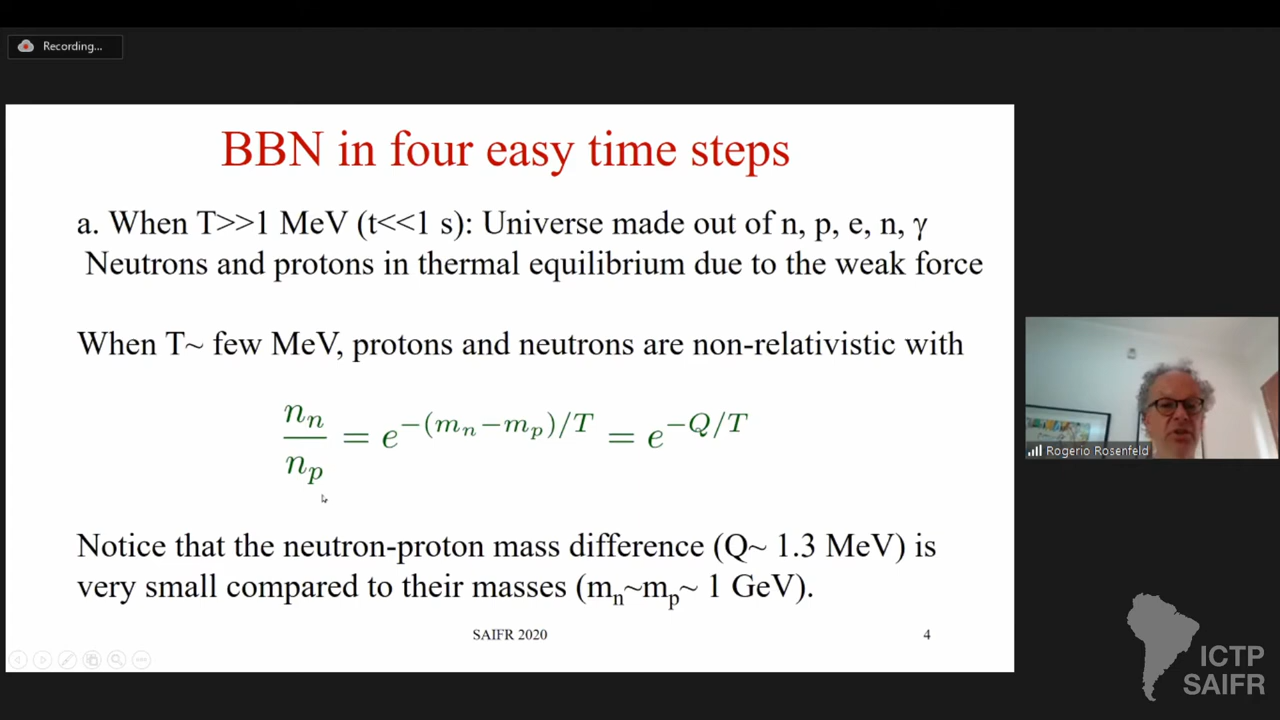 Recording...
BBN in four easy time steps
a. When T>>1 MeV (t<<1 s): Universe made out of n, p, e, n, γ
Neutrons and protons in thermal equilibrium due to the weak force
When T~ few MeV, protons and neutrons are non-relativistic with
n_n/n_p = e^{-(m_n-m_p)/T} = e^{-Q/T}
Rogerio Rosenfeld
Notice that the neutron-proton mass difference (Q~ 1.3 MeV) is
very small compared to their masses (m_n~m_p~ 1 GeV).
SAIFR 2020
4
ICTP
SAIFR